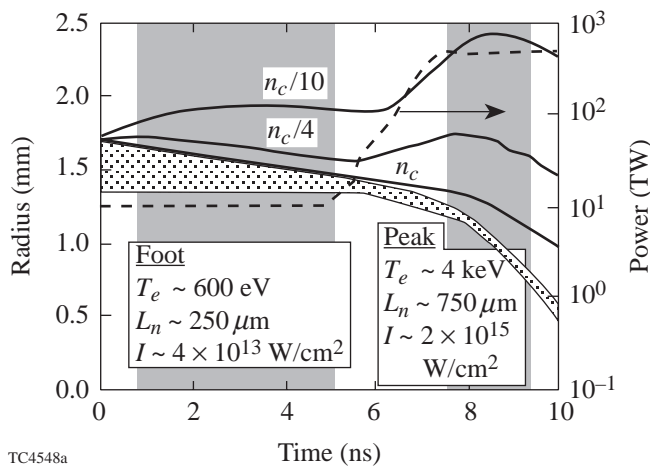 2.5
2.0
1.5
1.0
0.5
0.0
Radius (mm)
n_c/10
n_c/4
n_c
Foot
T_e ~ 600 eV
L_n ~ 250 μm
I ~ 4 × 10^13 W/cm^2
Peak
T_e ~ 4 keV
L_n ~ 750 μm
I ~ 2 × 10^15
W/cm^2
10^3
10^2
10^1
10^0
10^−1
Power (TW)
0 2 4 6 8 10
Time (ns)
TC4548a